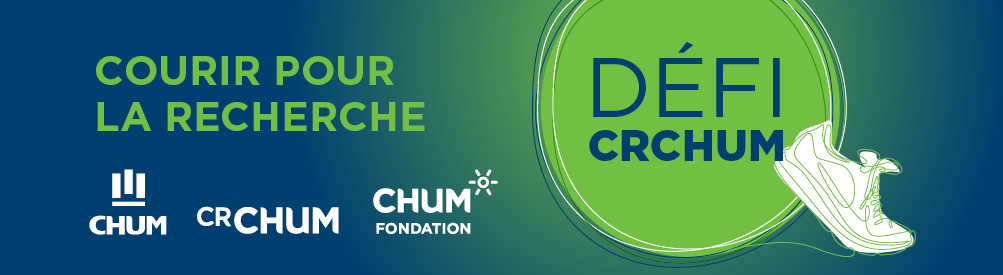 COURIR POUR
LA RECHERCHE
DÉFI
CRCHUM
CHUM
CRCHUM
CHUM
FONDATION